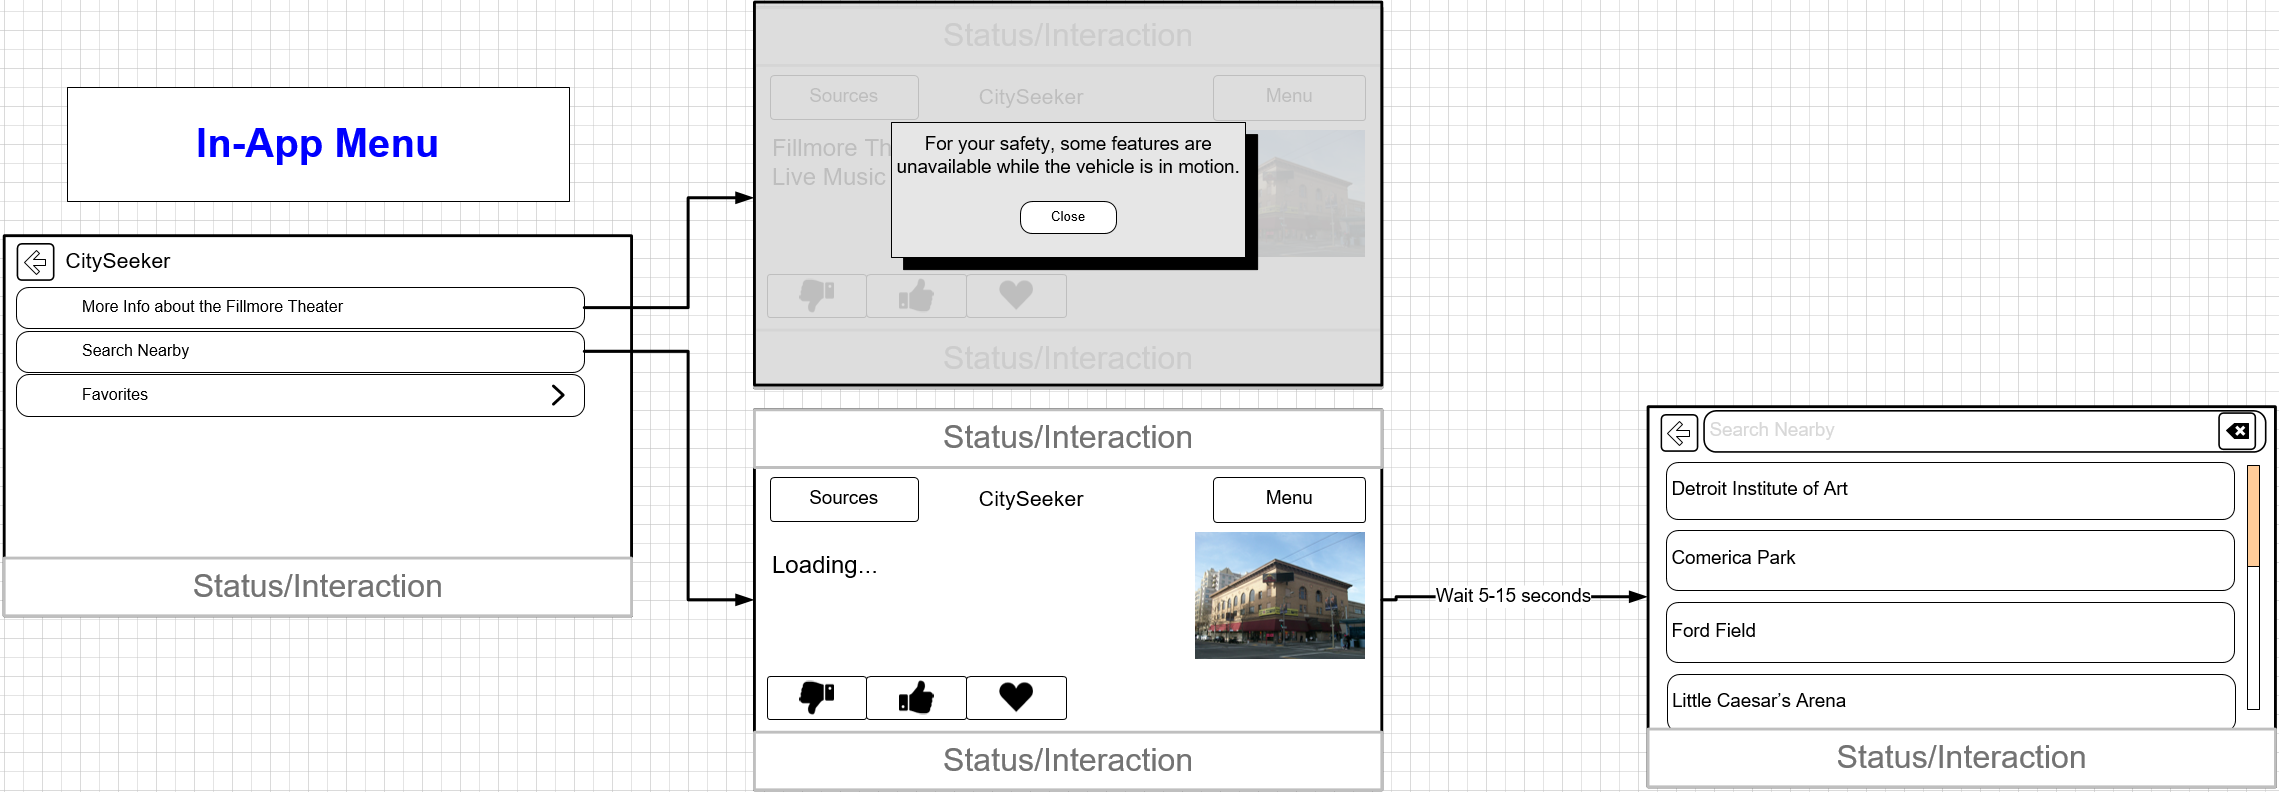 In-App Menu
CitySeeker
More Info about the Fillmore Theater
Search Nearby
Favorites
Status/Interaction
Status/Interaction
Sources
CitySeeker
Menu
Fillmore Th
Live Music
For your safety, some features are
unavailable while the vehicle is in motion.
Close
Status/Interaction
Status/Interaction
Sources
CitySeeker
Menu
Loading...
Status/Interaction
Wait 5-15 seconds
Search Nearby
Detroit Institute of Art
Comerica Park
Ford Field
Little Caesar's Arena
Status/Interaction